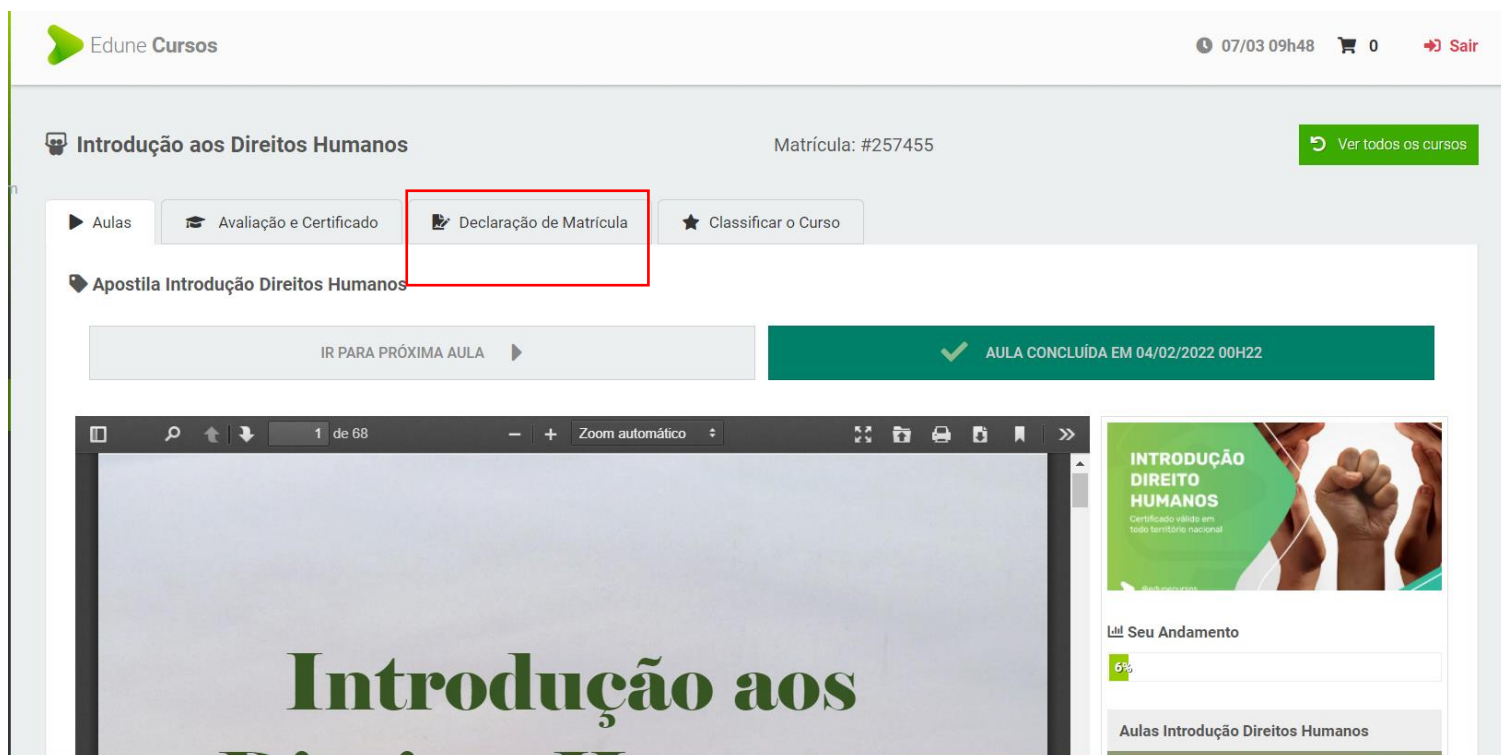 Edune Cursos
07/03 09h48 0 Sair
Introdução aos Direitos Humanos
Matrícula: #257455
Ver todos os cursos
Aulas
Avaliação e Certificado
Declaração de Matrícula
Classificar o Curso
Apostila Introdução Direitos Humanos
IR PARA PRÓXIMA AULA
AULA CONCLUÍDA EM 04/02/2022 00H22
1 de 68
Zoom automático
Introdução aos
INTRODUÇÃO
DIREITO
HUMANOS
Certificado válido em
todo território nacional
Seu Andamento
6%
Aulas Introdução Direitos Humanos